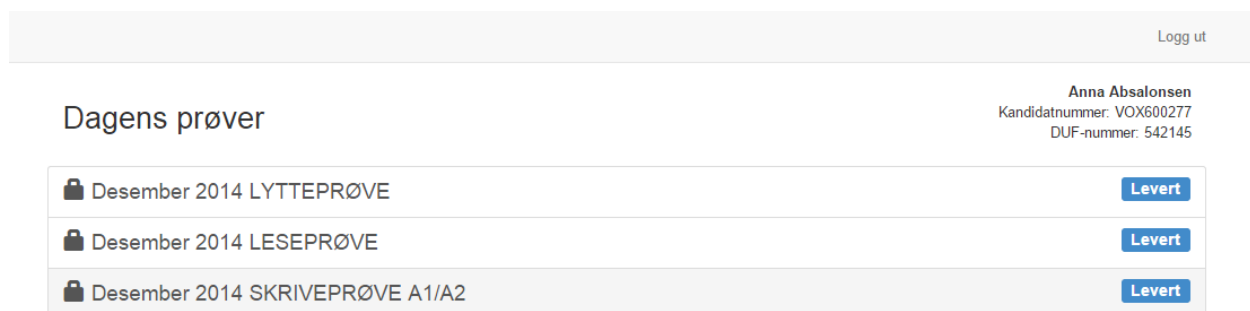 Logg ut
Dagens prøver
Anna Absalonsen
Kandidatnummer: VOX600277
DUF-nummer: 542145
Desember 2014 LYTTEPRØVE Levert
Desember 2014 LESEPRØVE Levert
Desember 2014 SKRIVEPRØVE A1/A2 Levert